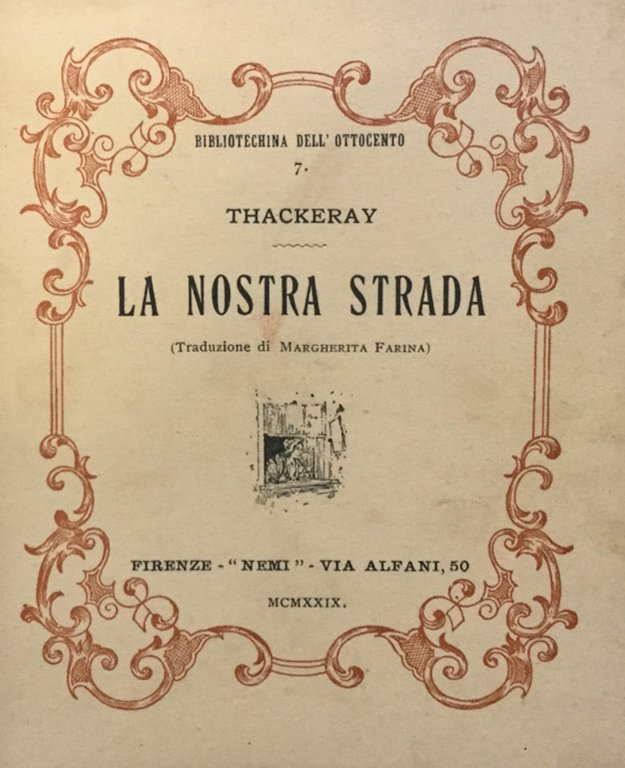 BIBLIOTECHINA DELL' OTTOCENTO
7.
THACKERAY
LA NOSTRA STRADA
(Traduzione di MARGHERITA FARINA)
FIRENZE - "NEMI" - VIA ALFANI, 50
MCMXXIX.